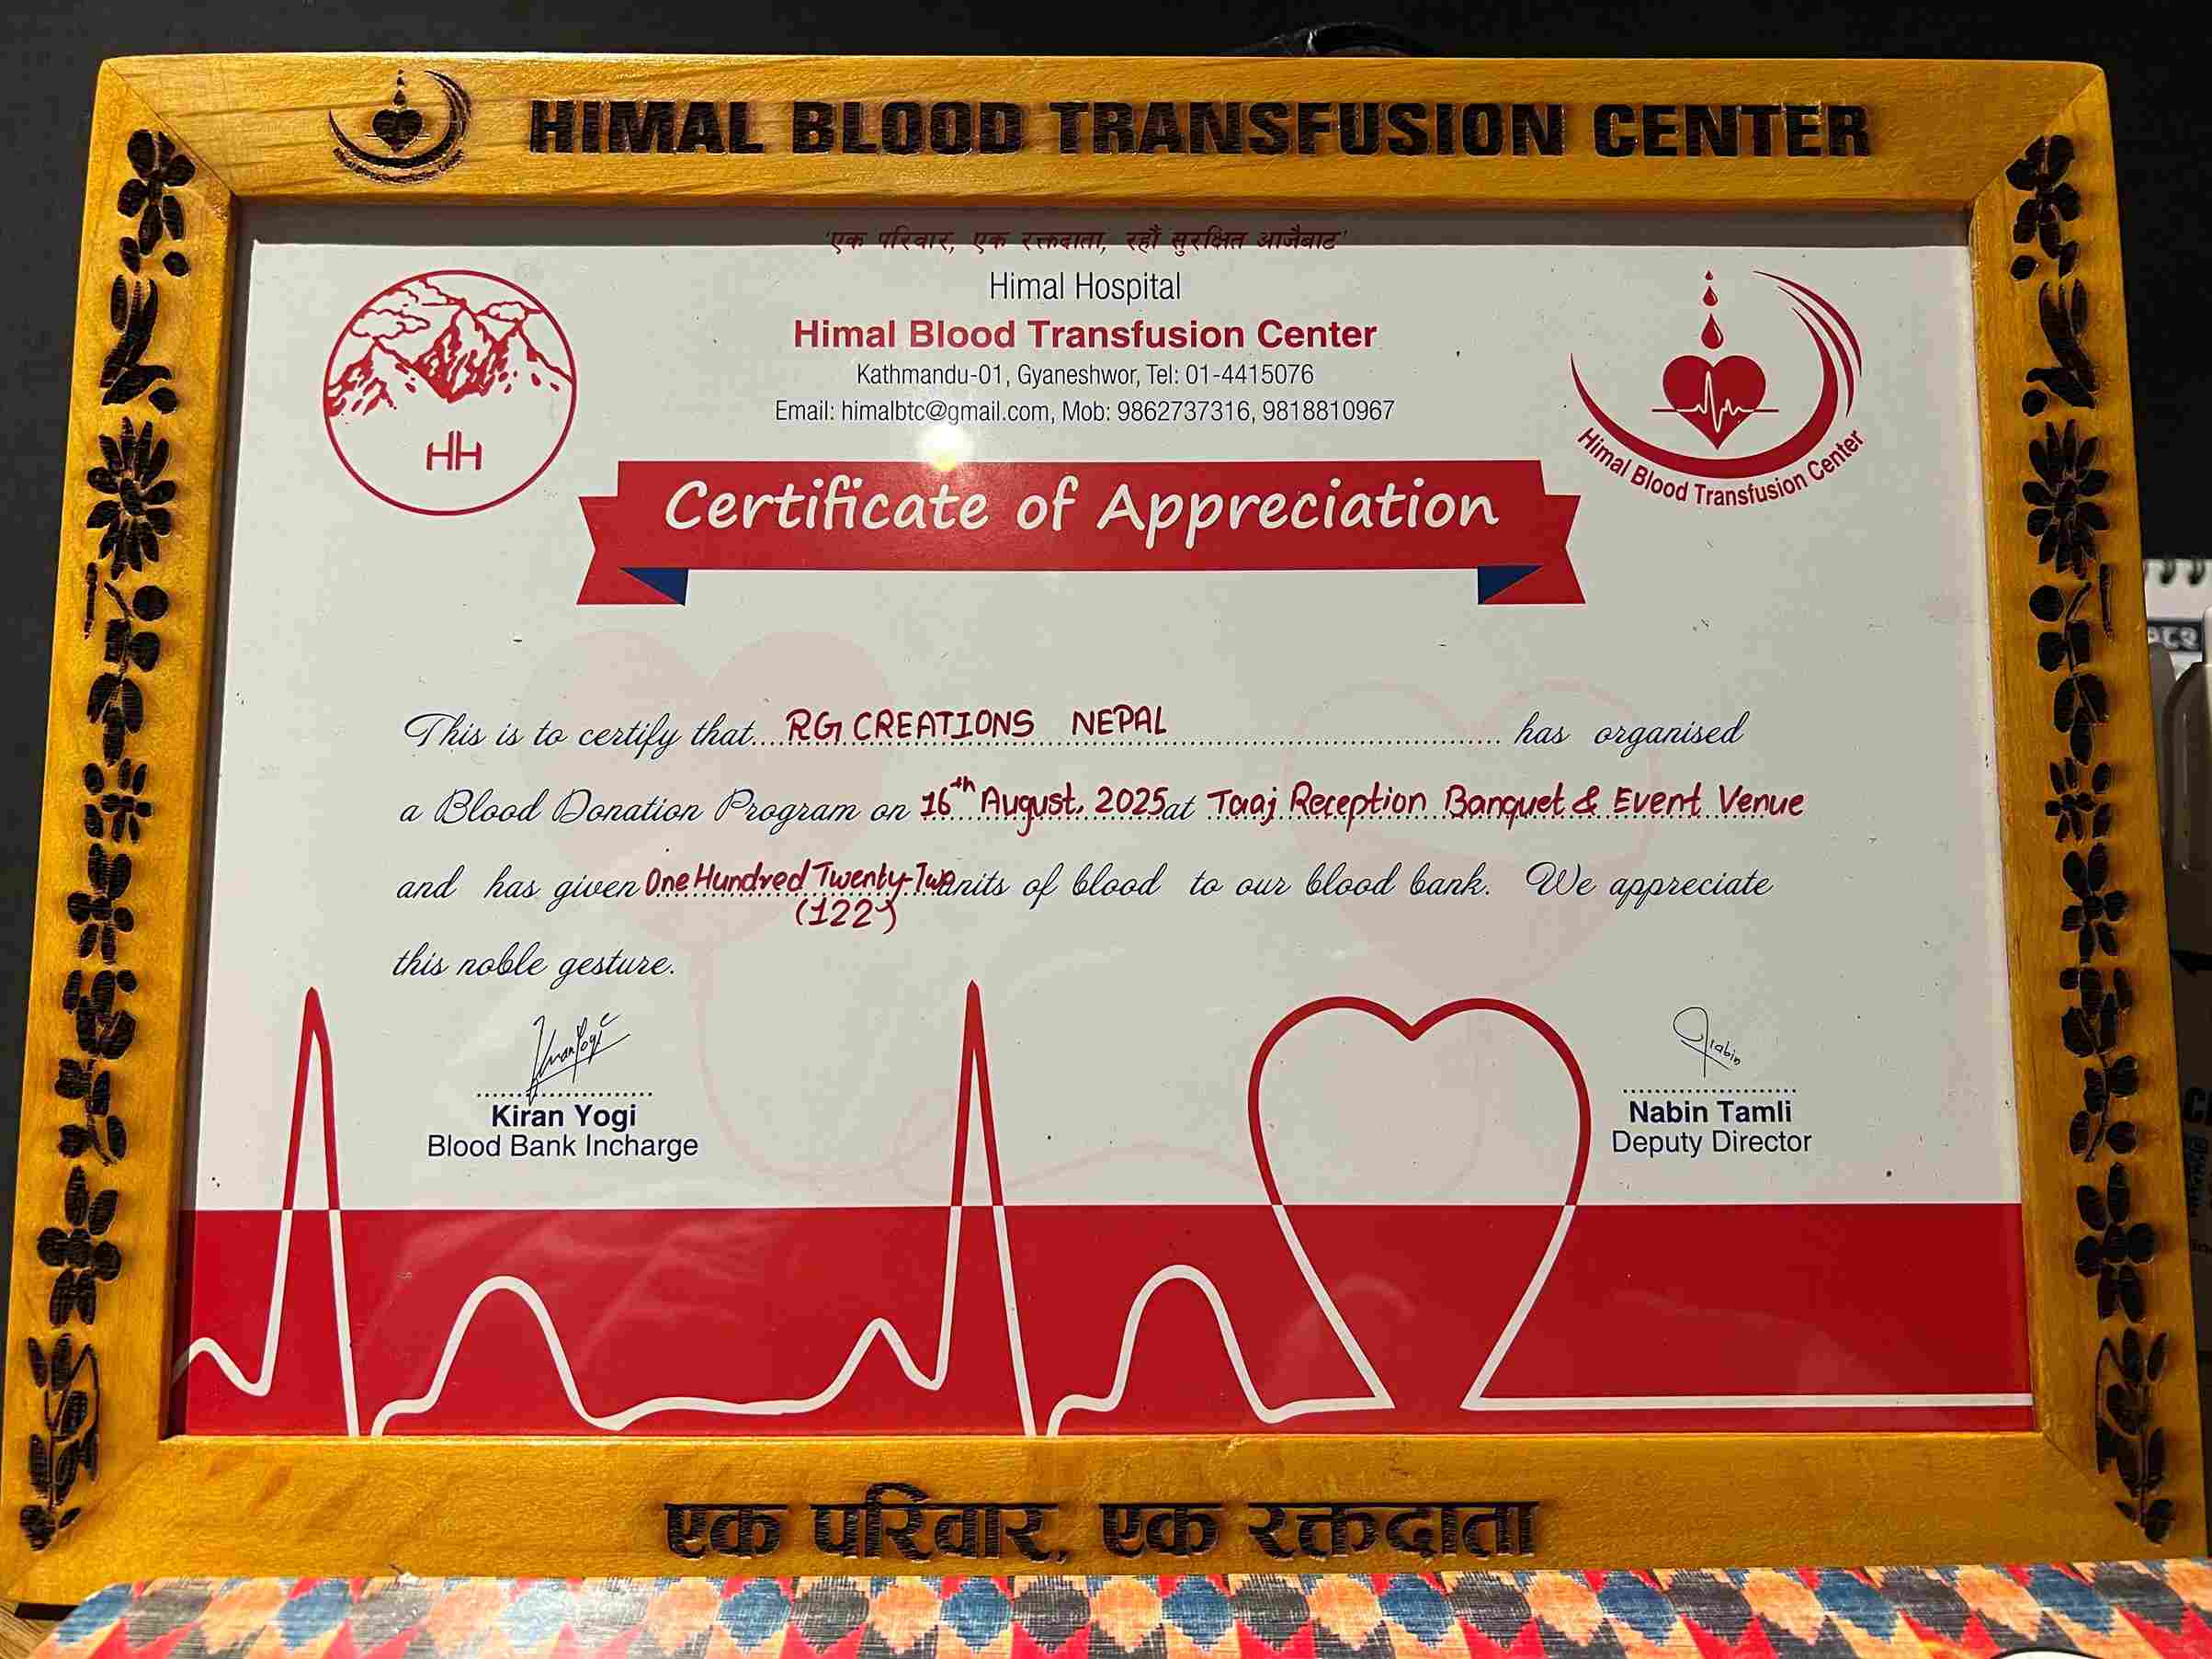 HIMAL BLOOD TRANSFUSION CENTER
'एक परिवार, एक रक्तदाता, रहौं सुरक्षित आजैबाट'
Himal Hospital
Himal Blood Transfusion Center
Kathmandu-01, Gyaneshwor, Tel: 01-4415076
Email: himalbtc@gmail.com, Mob: 9862737316, 9818810967
HH
Himal Blood Transfusion Center
Certificate of Appreciation
This is to certify that RG CREATIONS NEPAL has organised
a Blood Donation Program on 16th August, 2025 at Taaj Reception Banquet & Event Venue
and has given One Hundred Twenty-Two units of blood to our blood bank. We appreciate
(122)
this noble gesture.
Kiran Yogi
Nabin
Kiran Yogi
Blood Bank Incharge
Nabin Tamli
Deputy Director
एक परिवार, एक रक्तदाता